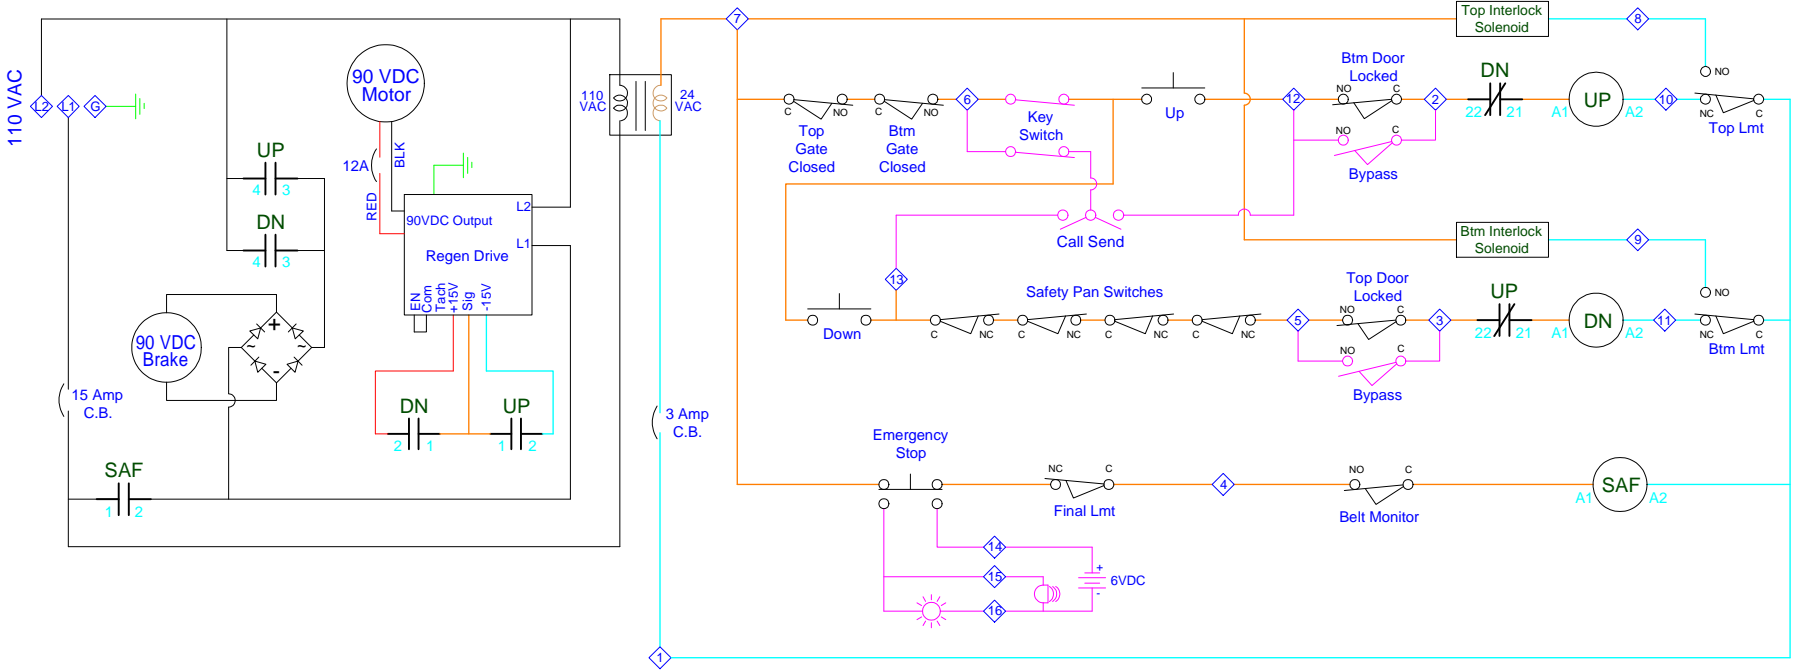 110 VAC
L2
L1
G
90 VDC
Motor
12A
RED
BLK
UP
4 3
DN
4 3
90VDC Output
Regen Drive
L2
L1
EN
Com
Tach
+15V
Sig
-15V
90 VDC
Brake
+
~
~
-
15 Amp
C.B.
DN
2 1
UP
1 2
SAF
1 2
110
VAC
24
VAC
3 Amp
C.B.
1
7
Top Interlock
Solenoid
8
NO
C
NO
Top
Gate
Closed
C
NO
Btm
Gate
Closed
6
Key
Switch
Up
12
Btm Door
Locked
NO
C
2
NO
C
Bypass
DN
22 21
A1
UP
A2
10
NC
C
Top Lmt
Call Send
13
Btm Interlock
Solenoid
9
NO
Down
Safety Pan Switches
C
NC
C
NC
C
NC
C
NC
5
Top Door
Locked
NO
C
3
NO
C
Bypass
UP
22 21
A1
DN
A2
11
NC
C
Btm Lmt
Emergency
Stop
NC
C
Final Lmt
4
NO
C
Belt Monitor
A1
SAF
A2
14
15
16
+
6VDC
-